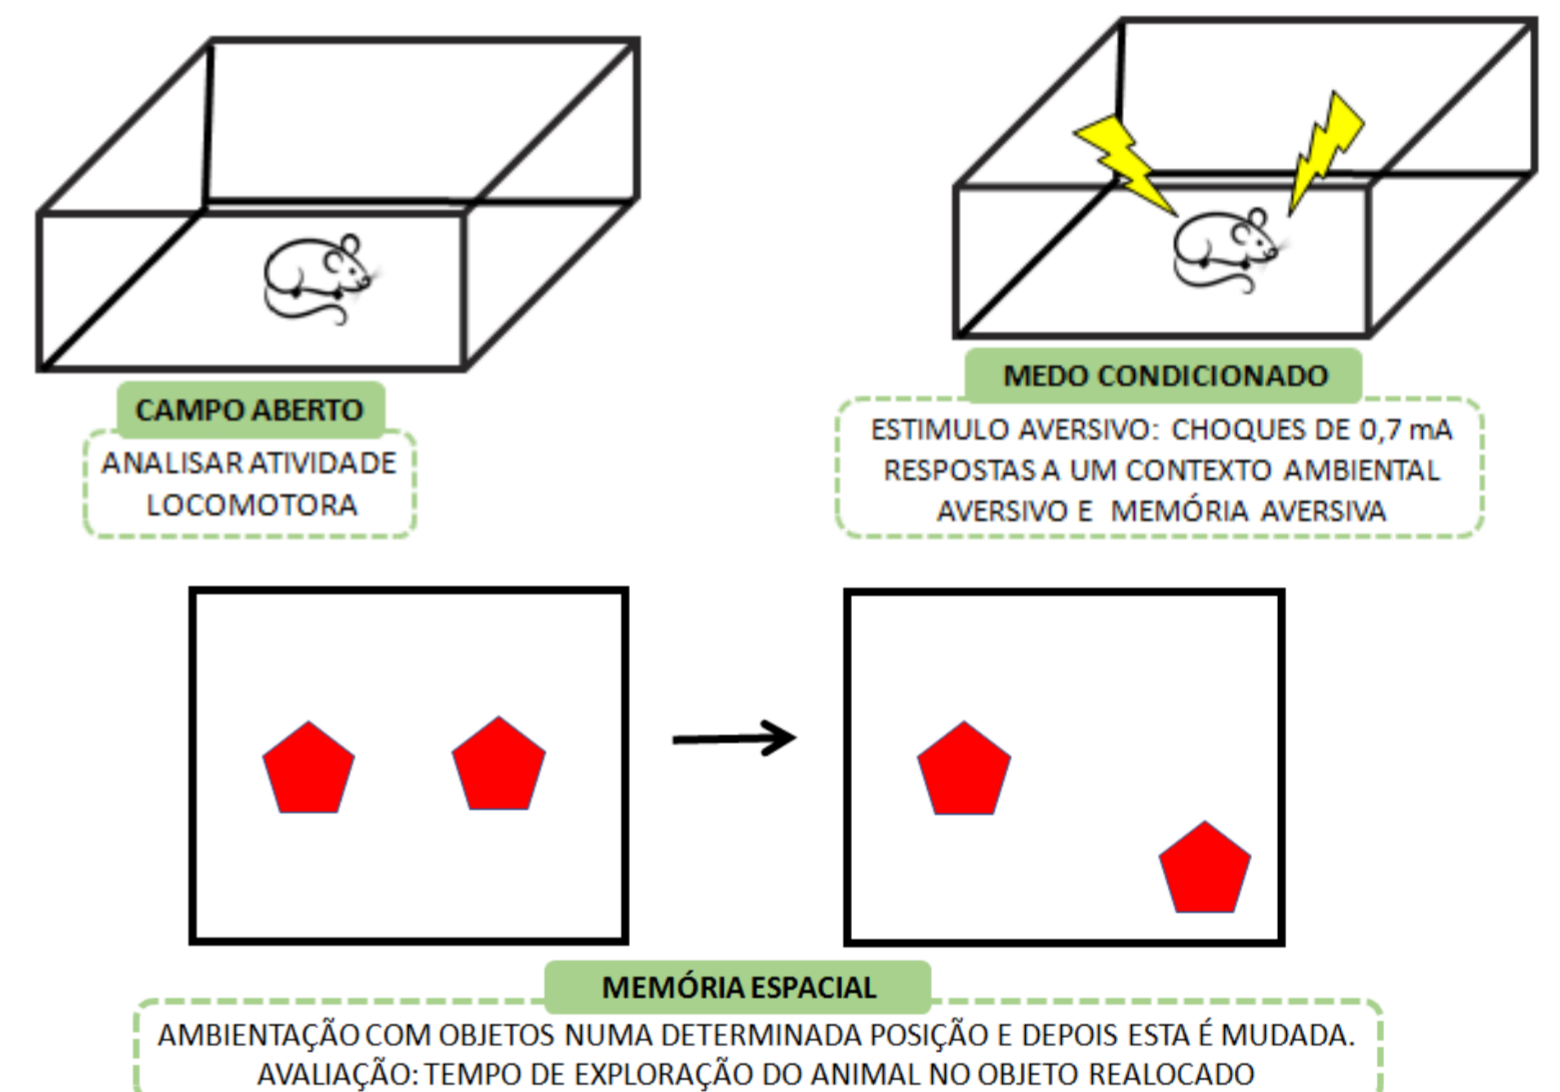 CAMPO ABERTO
ANALISAR ATIVIDADE
LOCOMOTORA
MEDO CONDICIONADO
ESTIMULO AVERSIVO: CHOQUES DE 0,7 mA
RESPOSTAS A UM CONTEXTO AMBIENTAL
AVERSIVO E MEMÓRIA AVERSIVA
MEMÓRIA ESPACIAL
AMBIENTAÇÃO COM OBJETOS NUMA DETERMINADA POSIÇÃO E DEPOIS ESTA É MUDADA.
AVALIAÇÃO: TEMPO DE EXPLORAÇÃO DO ANIMAL NO OBJETO REALOCADO